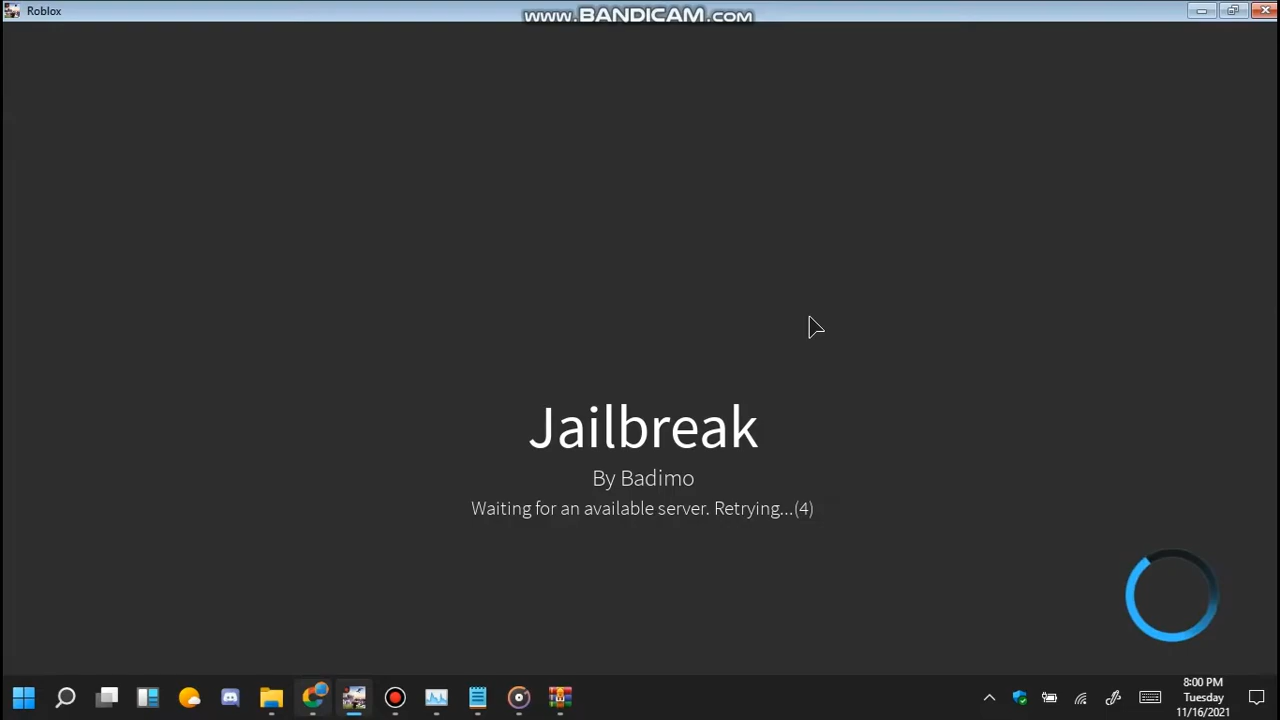 Roblox
www.BANDICAM.com
Jailbreak
By Badimo
Waiting for an available server. Retrying...(4)
8:00 PM
Tuesday
11/16/2021